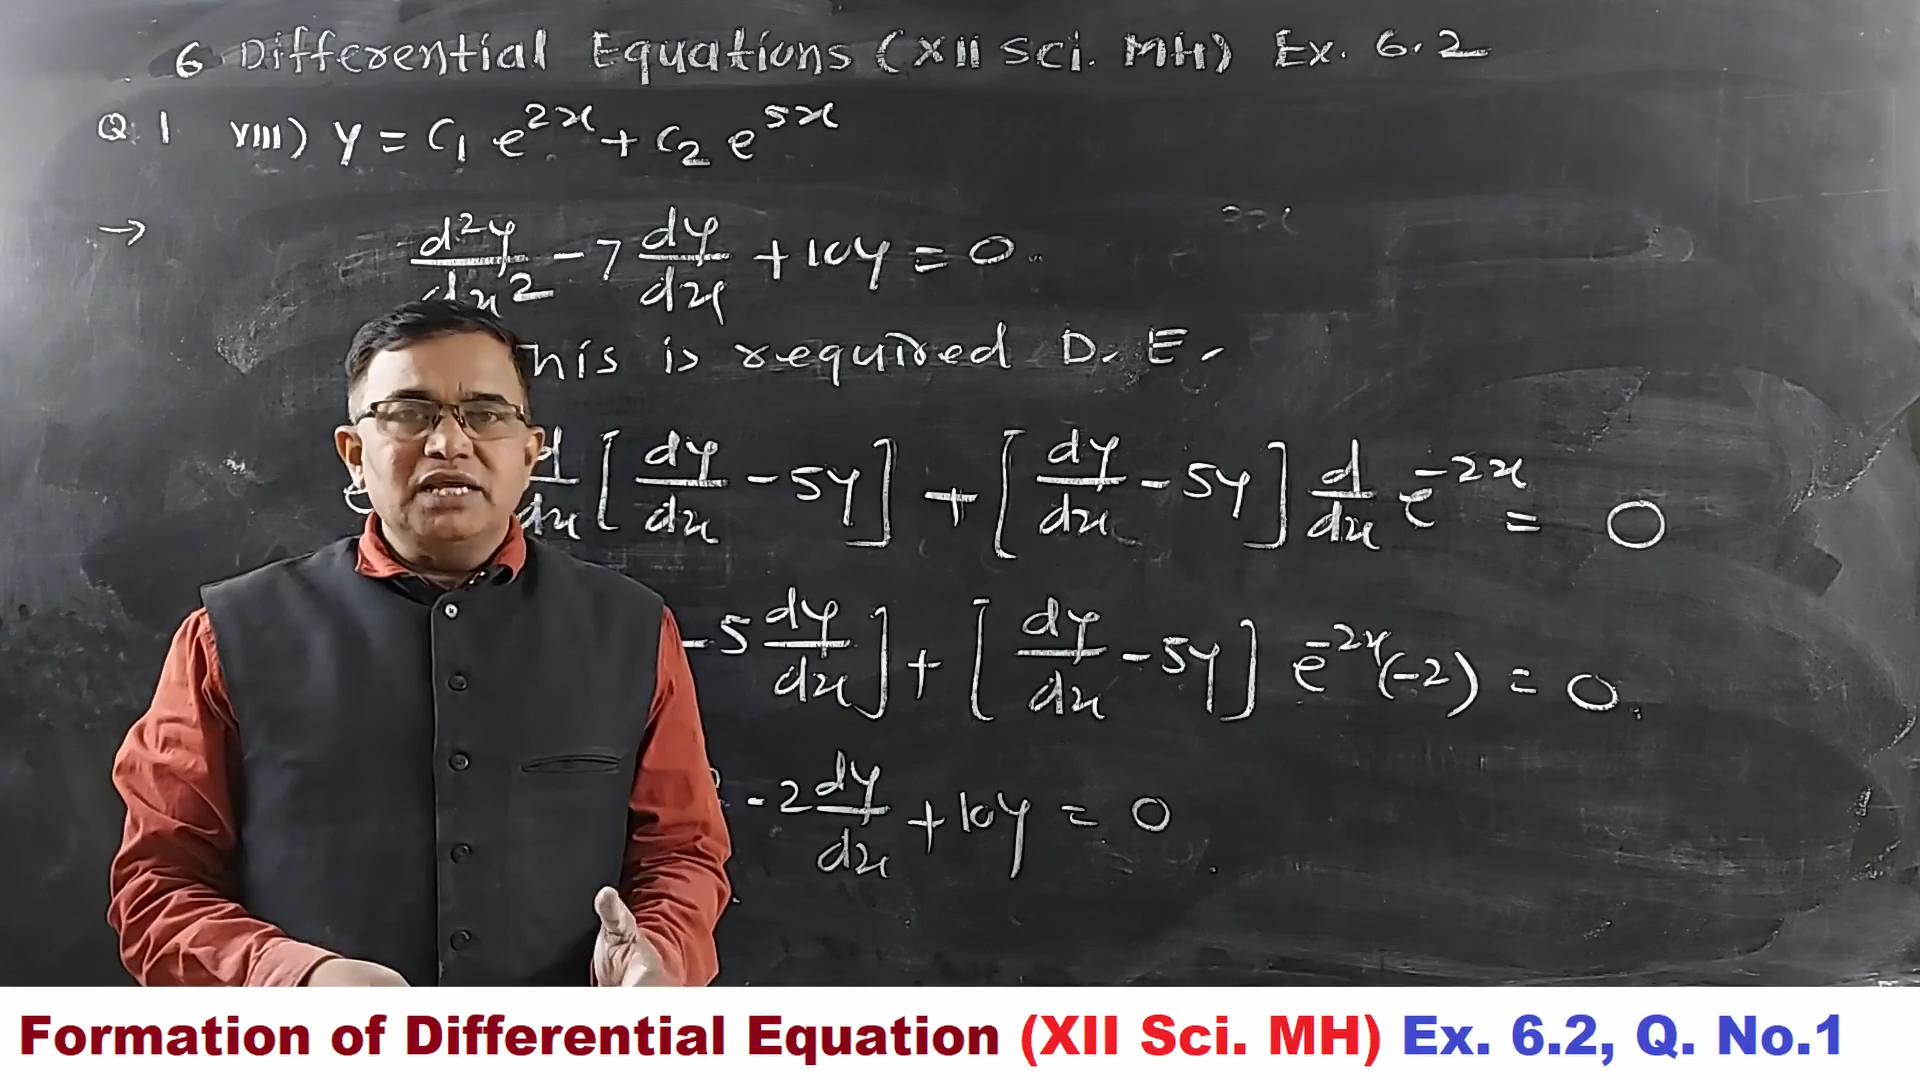 6 Differential Equations (XII Sci. MH) Ex. 6.2
Q. 1 VIII) y = C₁ e^{2x} + C₂ e^{5x}
→ d²y/dx² - 7 dy/dx + 10y = 0
his is required D. E.
d/dx [dy/dx - 5y] + [dy/dx - 5y] d/dx e^{-2x} = 0
- 5 dy/dx] + [dy/dx - 5y] e^{-2x}(-2) = 0.
- 2 dy/dx + 10y = 0
Formation of Differential Equation (XII Sci. MH) Ex. 6.2, Q. No.1